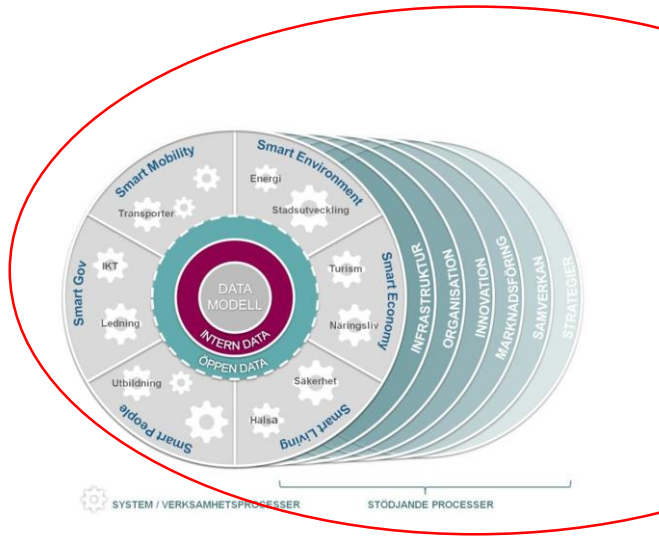 Smart Mobility
Transporter
Smart Environment
Energi
Stadsutveckling
Smart Gov
IKT
Ledning
Smart Economy
Turism
Näringsliv
Smart People
Utbildning
Smart Living
Säkerhet
Hälsa
DATA
MODELL
INTERN DATA
ÖPPEN DATA
INFRASTRUKTUR
ORGANISATION
INNOVATION
MARKNADSFÖRING
SAMVERKAN
STRATEGIER
SYSTEM / VERKSAMHETSPROCESSER
STÖDJANDE PROCESSER